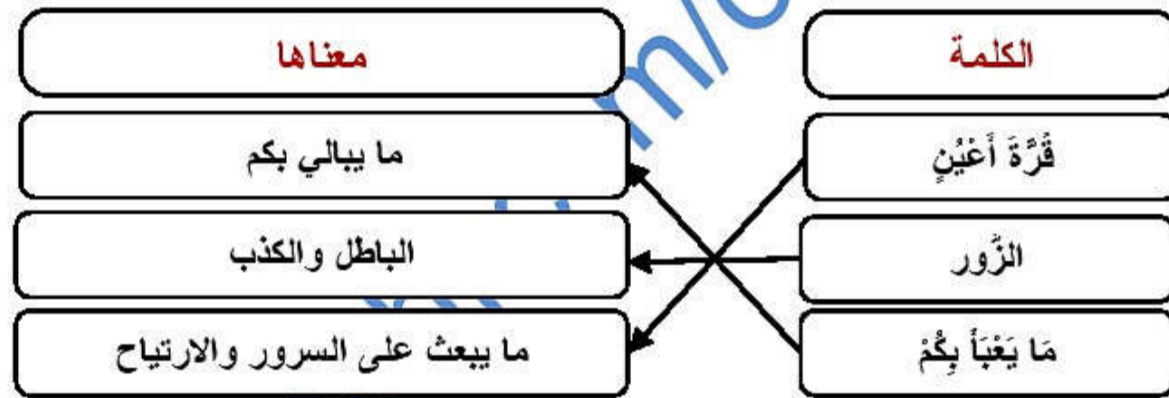 الكلمة
معناها
قُرَّةَ أَعْيُنٍ
ما يبالي بكم
الزُّور
الباطل والكذب
مَا يَعْبَأُ بِكُمْ
ما يبعث على السرور والارتياح
m/c